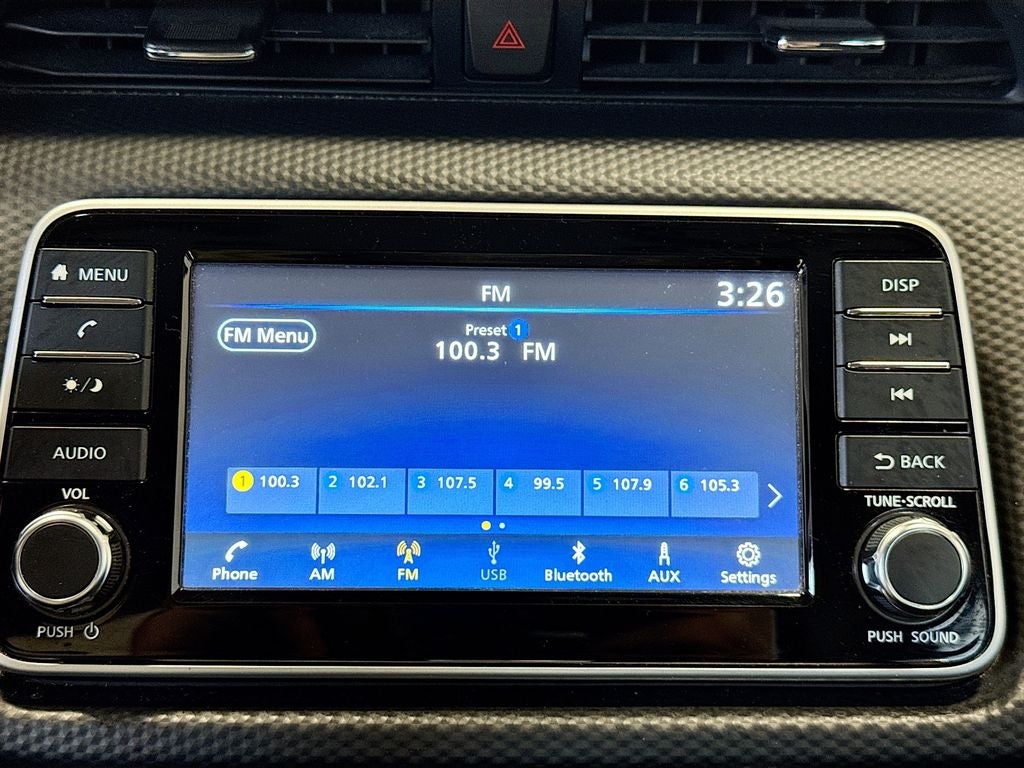 MENU
AUDIO
VOL
PUSH
FM
3:26
FM Menu
Preset 1
100.3 FM
1 100.3 2 102.1 3 107.5 4 99.5 5 107.9 6 105.3
Phone AM FM USB Bluetooth AUX Settings
DISP
BACK
TUNE·SCROLL
PUSH SOUND